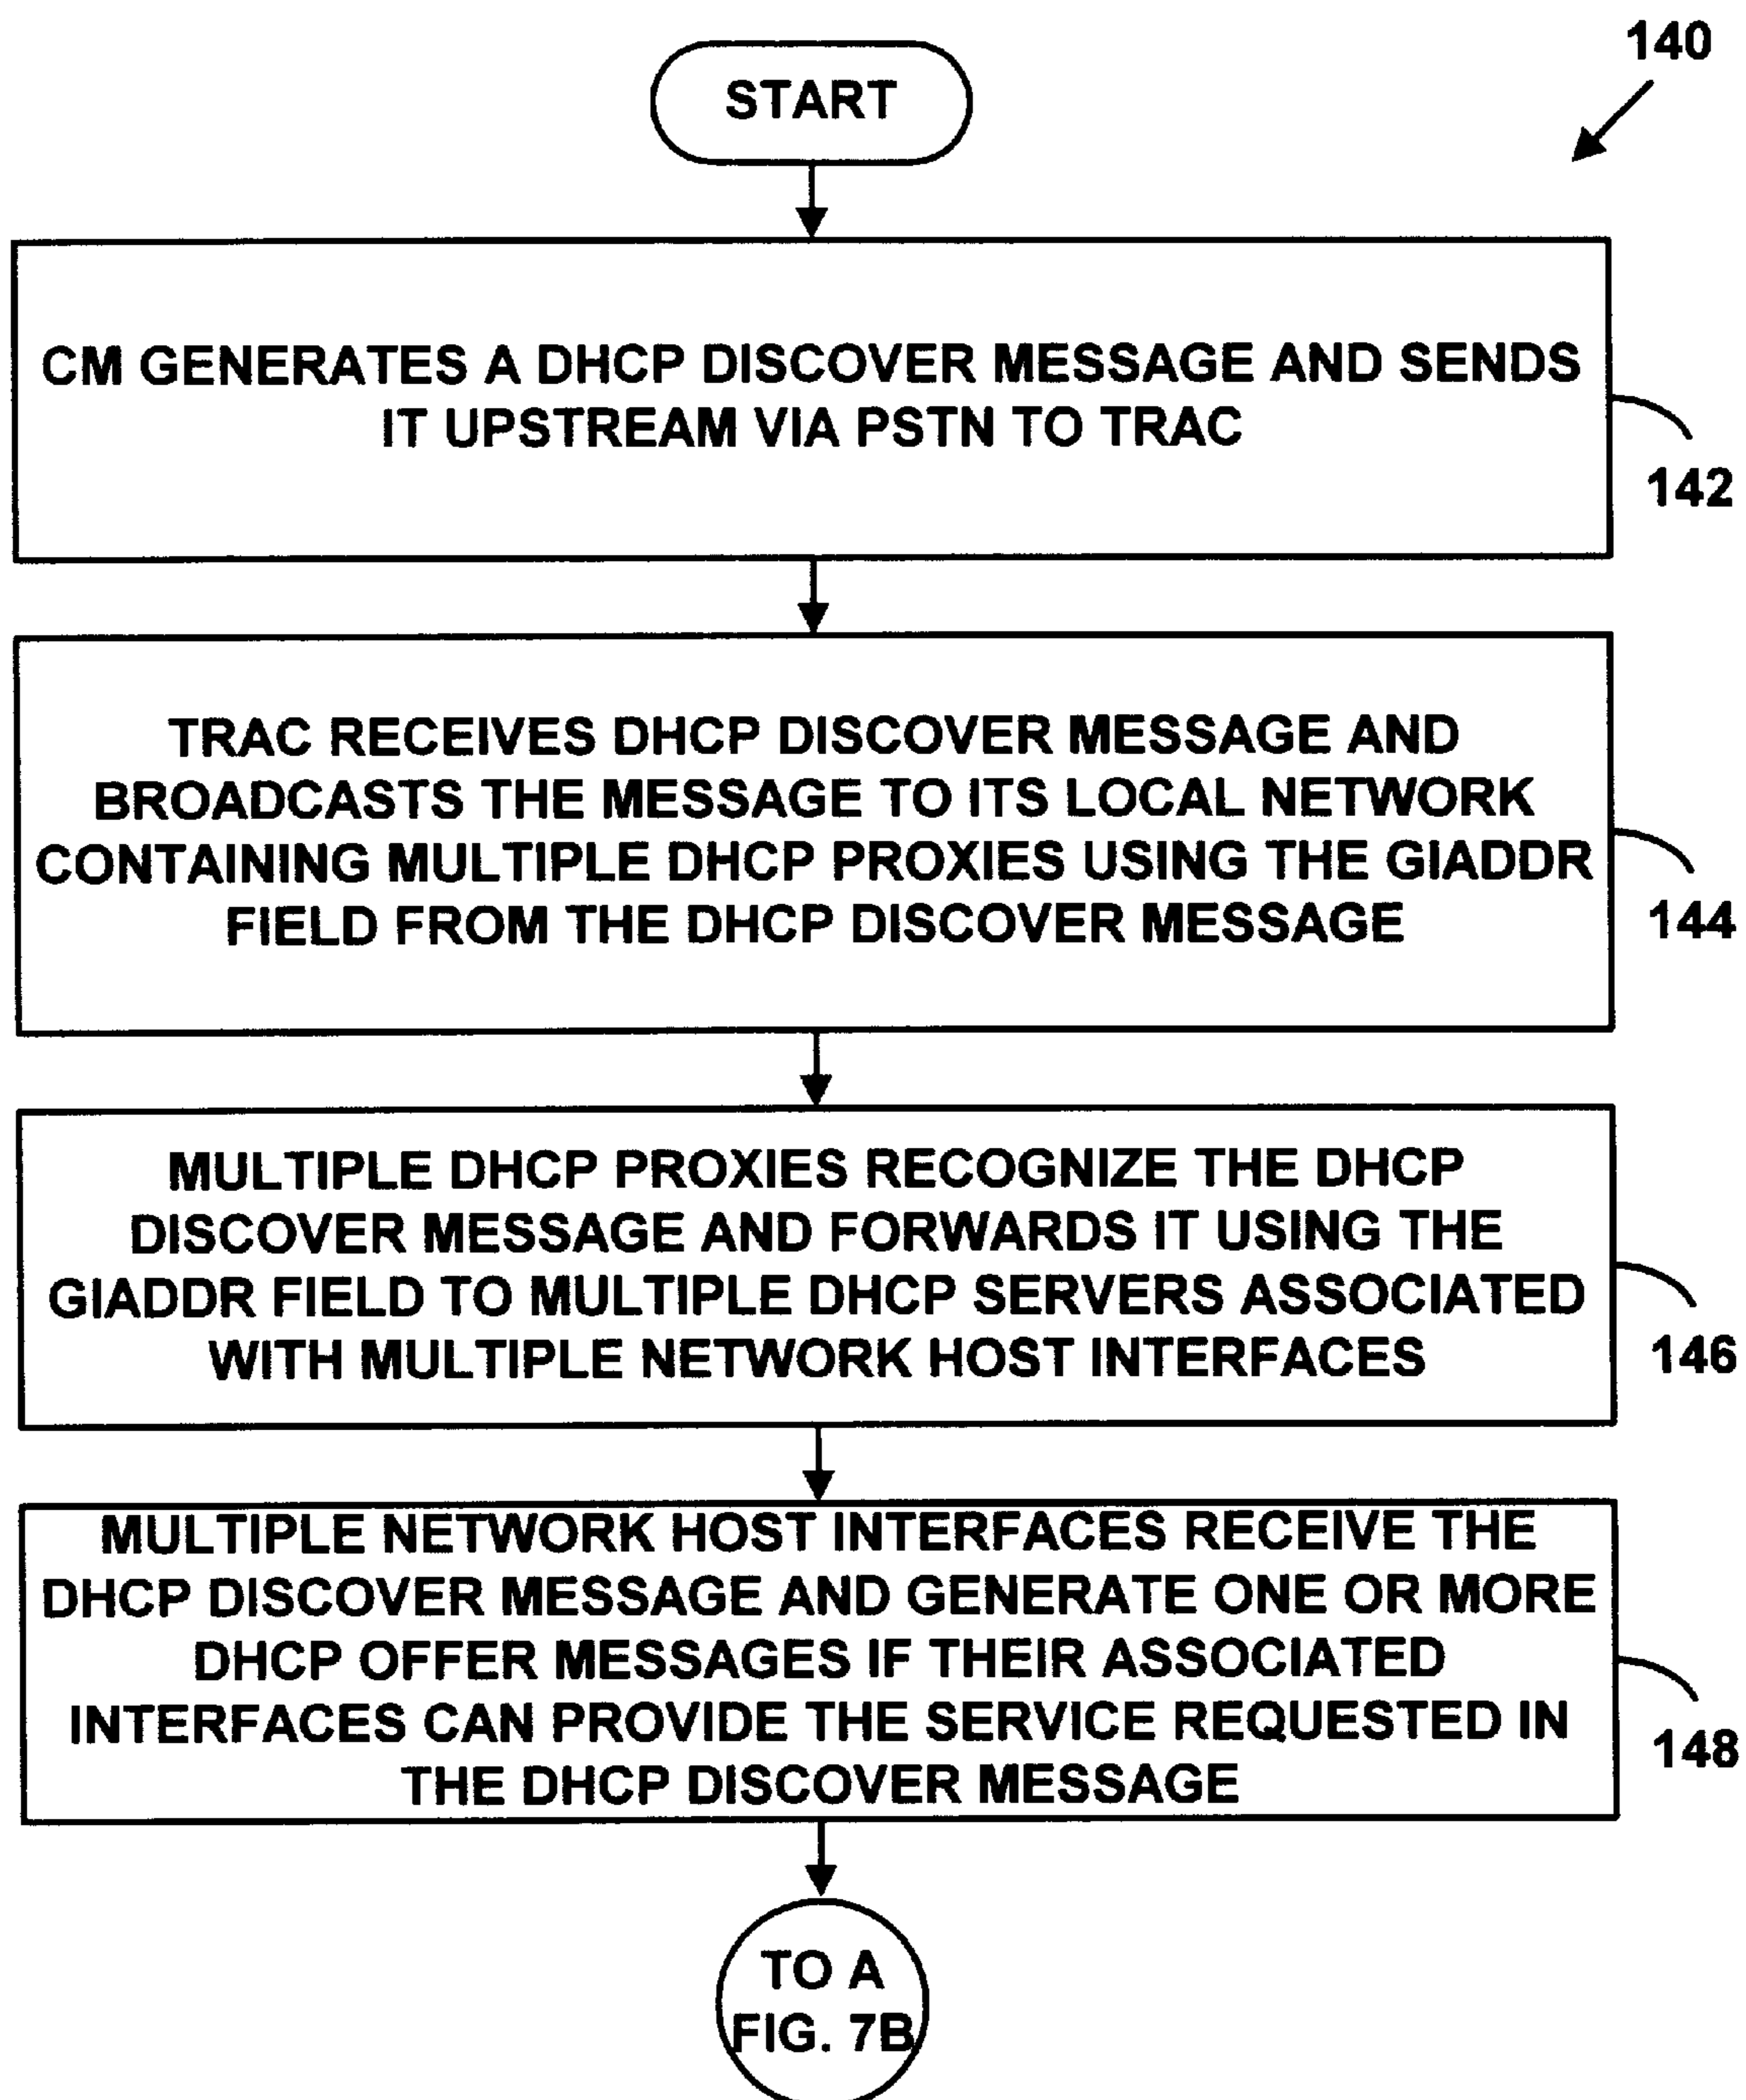 140
START
CM GENERATES A DHCP DISCOVER MESSAGE AND SENDS
IT UPSTREAM VIA PSTN TO TRAC
142
TRAC RECEIVES DHCP DISCOVER MESSAGE AND
BROADCASTS THE MESSAGE TO ITS LOCAL NETWORK
CONTAINING MULTIPLE DHCP PROXIES USING THE GIADDR
FIELD FROM THE DHCP DISCOVER MESSAGE
144
MULTIPLE DHCP PROXIES RECOGNIZE THE DHCP
DISCOVER MESSAGE AND FORWARDS IT USING THE
GIADDR FIELD TO MULTIPLE DHCP SERVERS ASSOCIATED
WITH MULTIPLE NETWORK HOST INTERFACES
146
MULTIPLE NETWORK HOST INTERFACES RECEIVE THE
DHCP DISCOVER MESSAGE AND GENERATE ONE OR MORE
DHCP OFFER MESSAGES IF THEIR ASSOCIATED
INTERFACES CAN PROVIDE THE SERVICE REQUESTED IN
THE DHCP DISCOVER MESSAGE
148
TO A
FIG. 7B